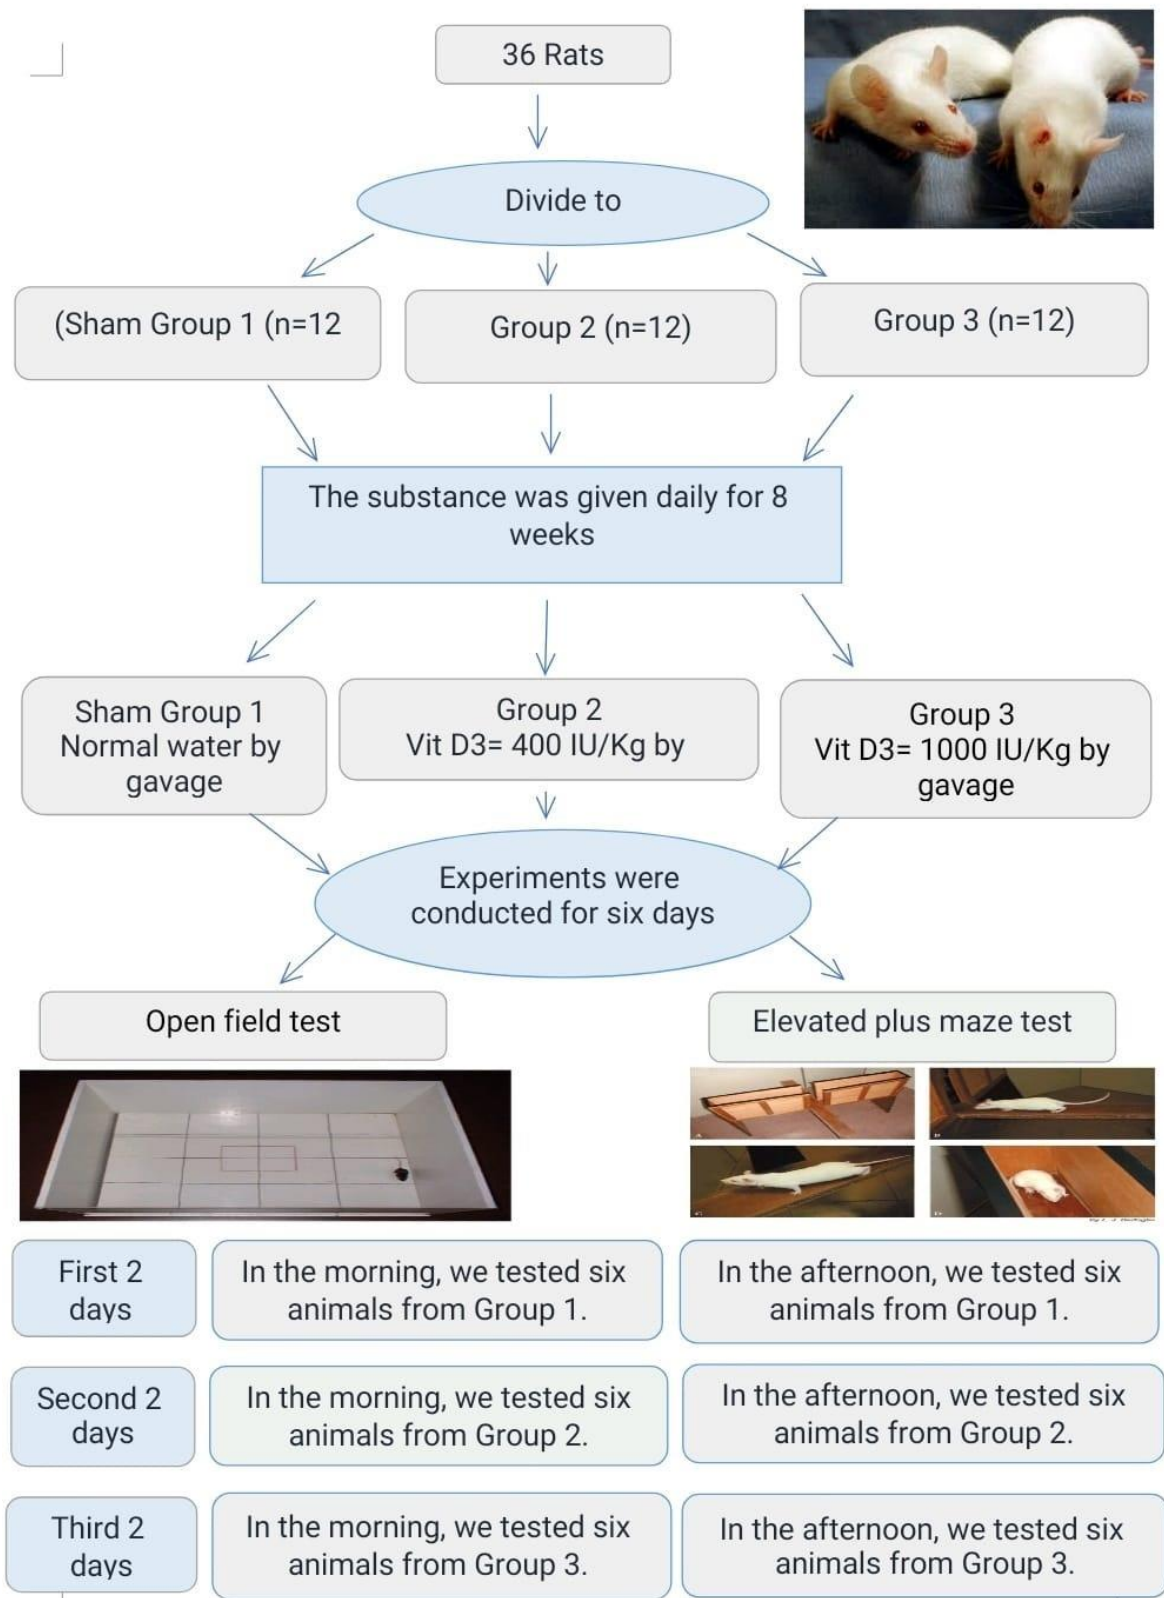 36 Rats
Divide to
(Sham Group 1 (n=12
Group 2 (n=12)
Group 3 (n=12)
The substance was given daily for 8
weeks
Sham Group 1
Normal water by
gavage
Group 2
Vit D3= 400 IU/Kg by
Group 3
Vit D3= 1000 IU/Kg by
gavage
Experiments were
conducted for six days
Open field test
Elevated plus maze test
First 2
days
In the morning, we tested six
animals from Group 1.
In the afternoon, we tested six
animals from Group 1.
Second 2
days
In the morning, we tested six
animals from Group 2.
In the afternoon, we tested six
animals from Group 2.
Third 2
days
In the morning, we tested six
animals from Group 3.
In the afternoon, we tested six
animals from Group 3.